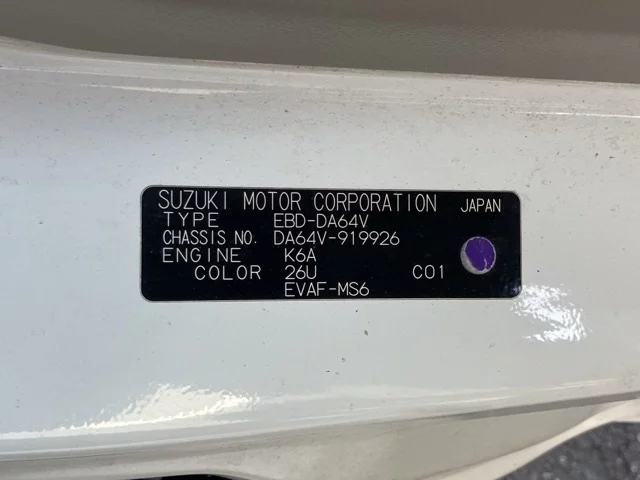 SUZUKI MOTOR CORPORATION JAPAN
TYPE EBD-DA64V
CHASSIS NO. DA64V-919926
ENGINE K6A
COLOR 26U C01
EVAF-MS6